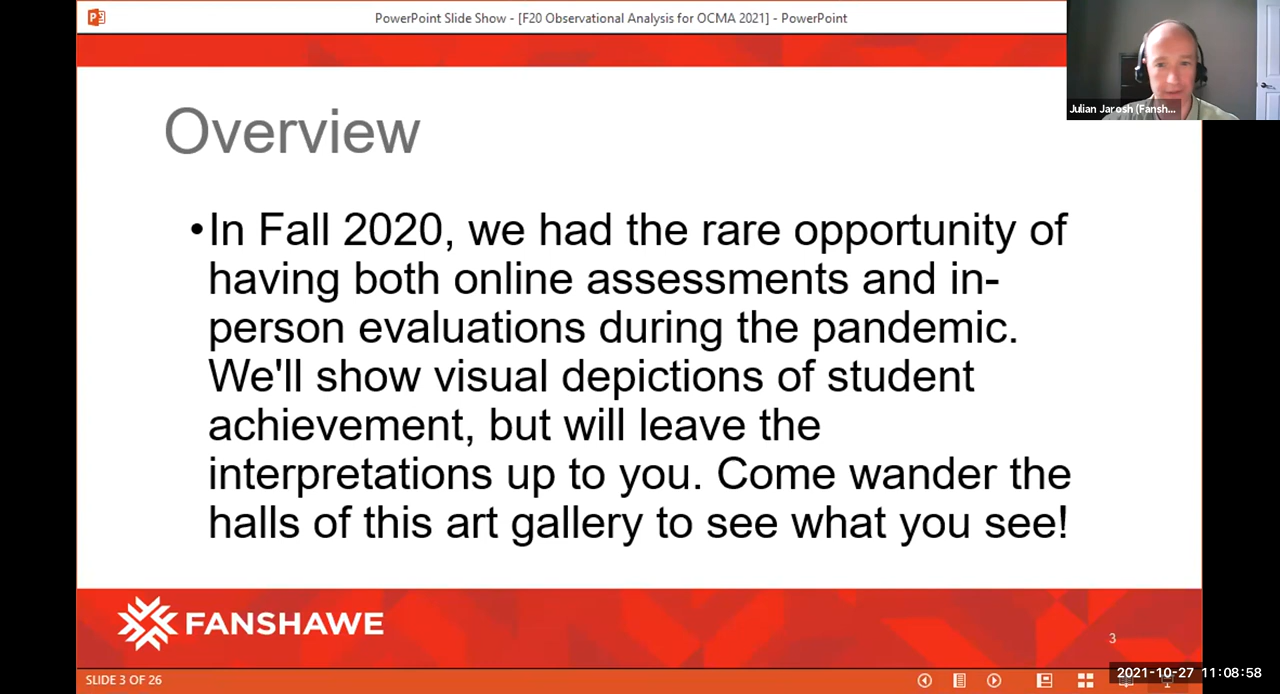 PowerPoint Slide Show - [F20 Observational Analysis for OCMA 2021] - PowerPoint
Julian Jarosh (Fansh...
Overview
•In Fall 2020, we had the rare opportunity of
having both online assessments and in-
person evaluations during the pandemic.
We'll show visual depictions of student
achievement, but will leave the
interpretations up to you. Come wander the
halls of this art gallery to see what you see!
FANSHAWE
3
SLIDE 3 OF 26
2021-10-27 11:08:58